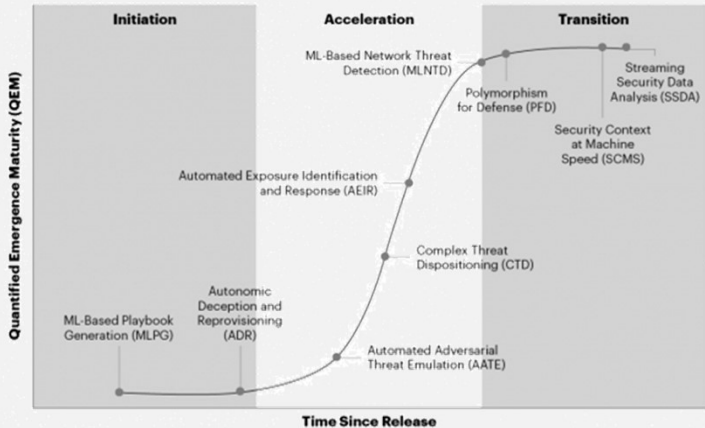 Initiation
Acceleration
Transition
ML-Based Network Threat
Detection (MLNTD)
Polymorphism
for Defense (PFD)
Streaming
Security Data
Analysis (SSDA)
Security Context
at Machine
Speed (SCMS)
Automated Exposure Identification
and Response (AEIR)
Complex Threat
Dispositioning (CTD)
Autonomic
Deception and
Reprovisioning
(ADR)
ML-Based Playbook
Generation (MLPG)
Automated Adversarial
Threat Emulation (AATE)
Quantified Emergence Maturity (QEM)
Time Since Release